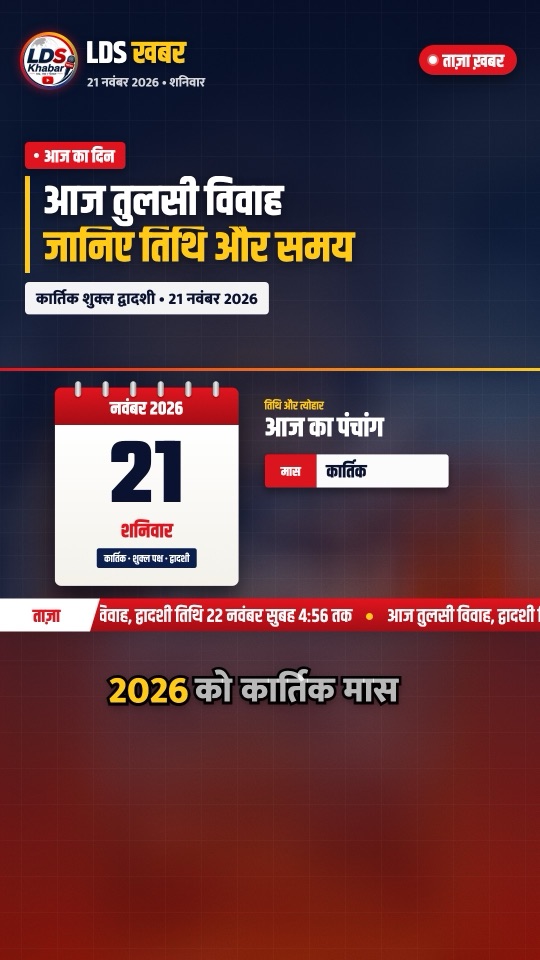 LDS
Khabar
LDS खबर
21 नवंबर 2026 • शनिवार
ताज़ा ख़बर
• आज का दिन
आज तुलसी विवाह
जानिए तिथि और समय
कार्तिक शुक्ल द्वादशी • 21 नवंबर 2026
नवंबर 2026
21
शनिवार
कार्तिक • शुक्ल पक्ष • द्वादशी
तिथि और त्योहार
आज का पंचांग
मास कार्तिक
ताज़ा विवाह, द्वादशी तिथि 22 नवंबर सुबह 4:56 तक • आज तुलसी विवाह, द्वादशी
2026 को कार्तिक मास